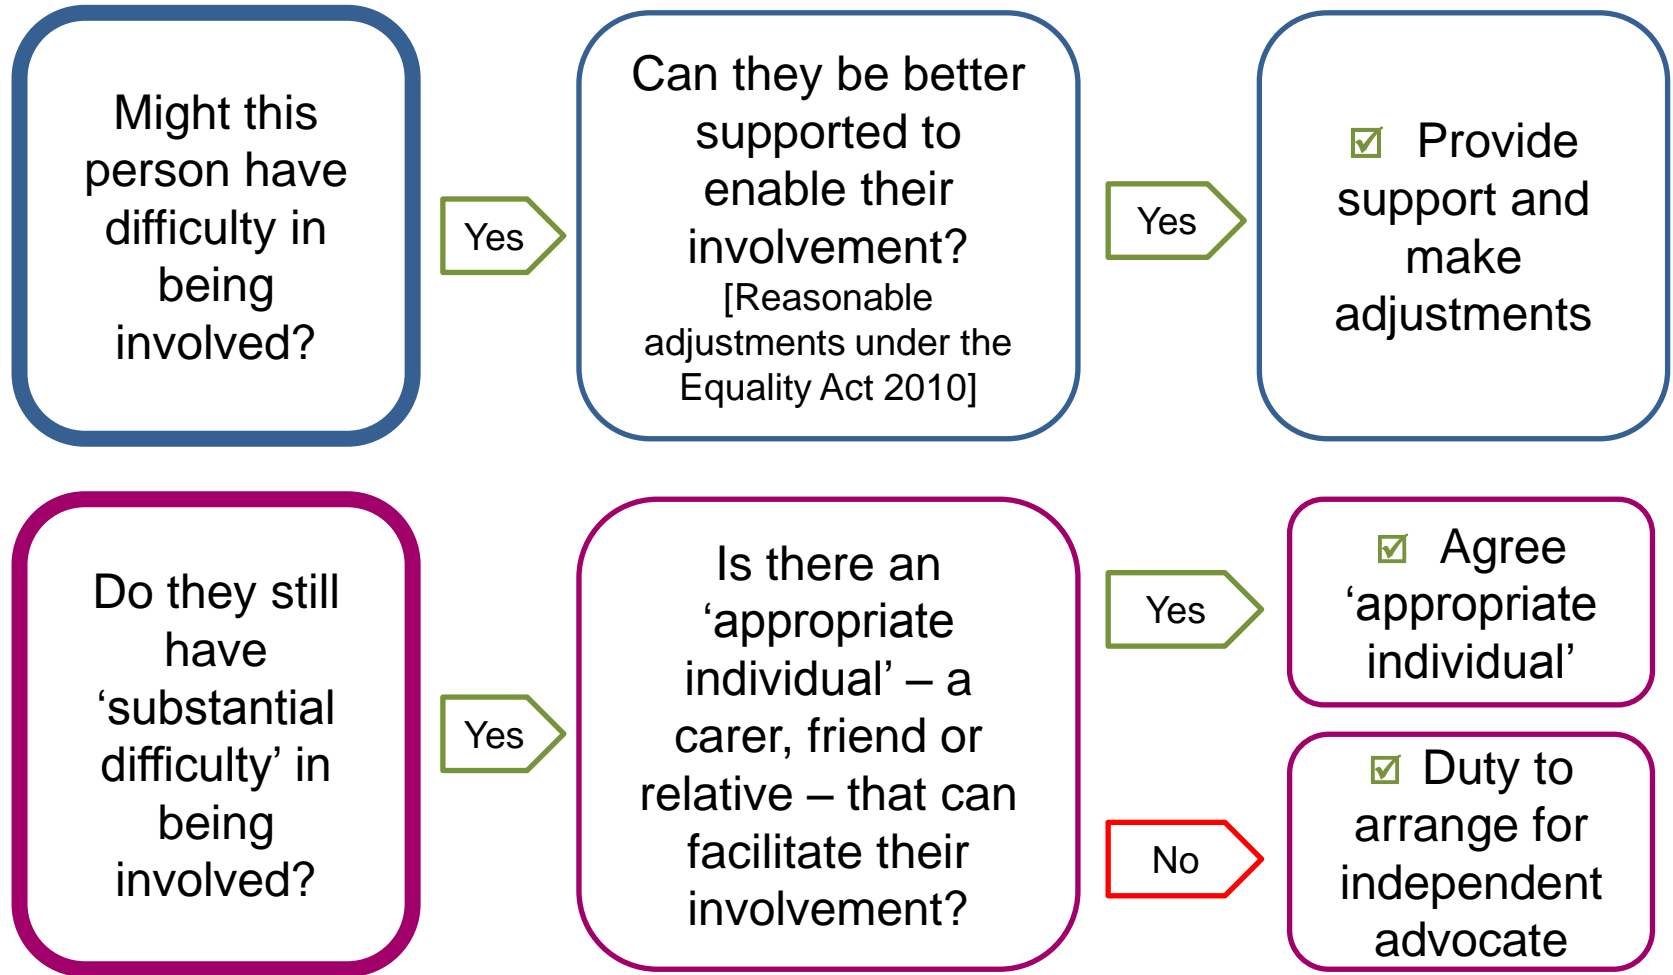 Might this
person have
difficulty in
being
involved?
Yes
Can they be better
supported to
enable their
involvement?
[Reasonable
adjustments under the
Equality Act 2010]
Yes
☑ Provide
support and
make
adjustments
Do they still
have
‘substantial
difficulty’ in
being
involved?
Yes
Is there an
‘appropriate
individual’ – a
carer, friend or
relative – that can
facilitate their
involvement?
Yes
☑ Agree
‘appropriate
individual’
No
☑ Duty to
arrange for
independent
advocate